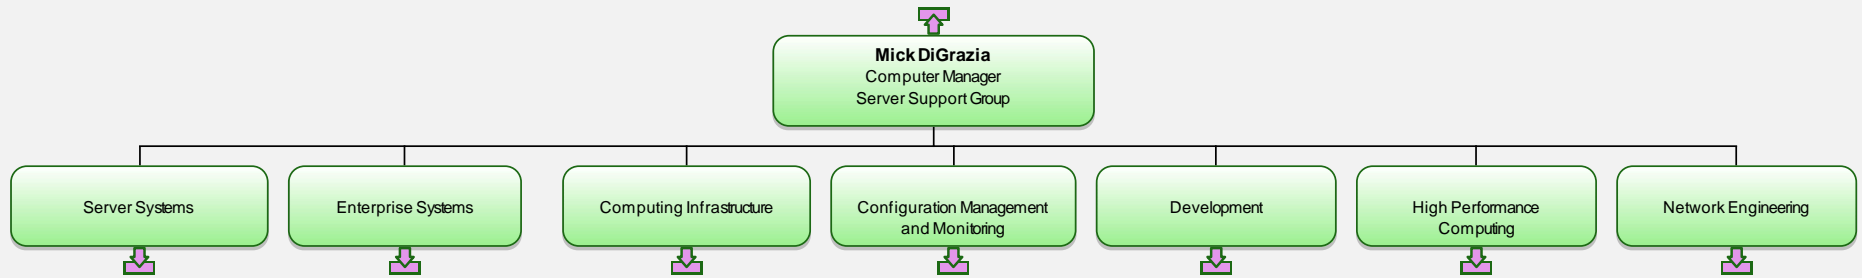 Mick DiGrazia
Computer Manager
Server Support Group
Server Systems
Enterprise Systems
Computing Infrastructure
Configuration Management
and Monitoring
Development
High Performance
Computing
Network Engineering